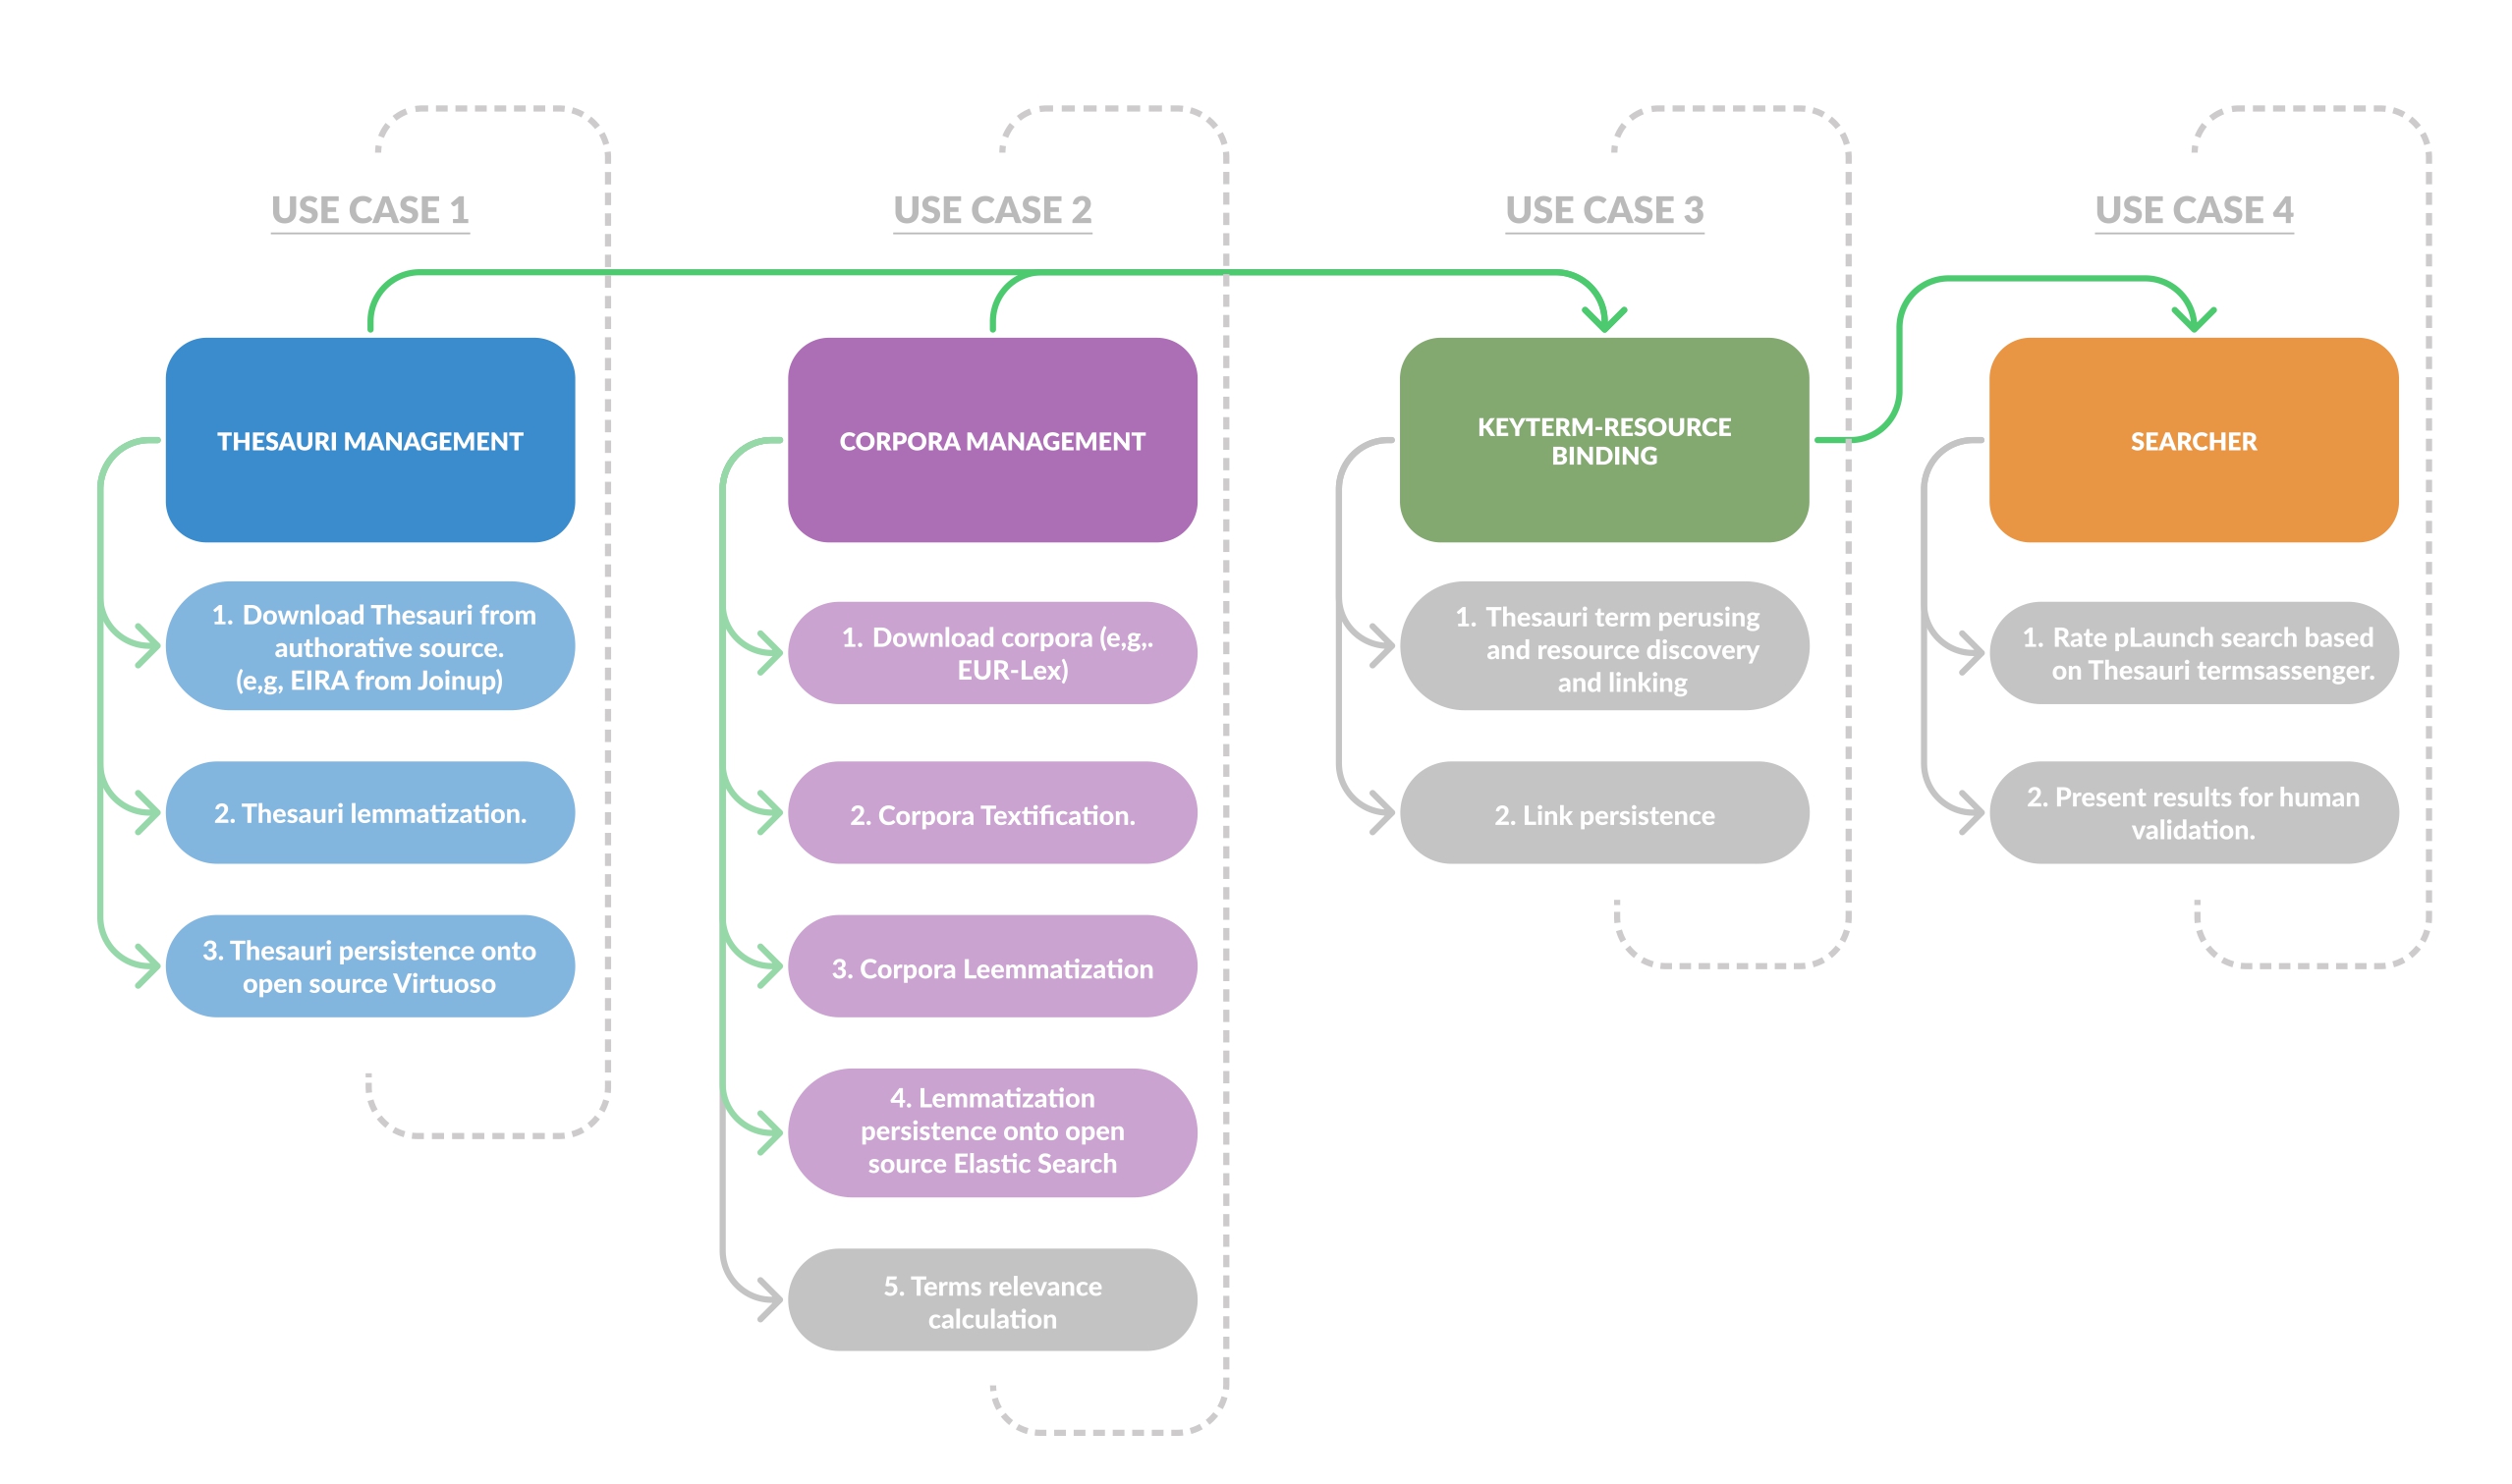 USE CASE 1
USE CASE 2
USE CASE 3
USE CASE 4
THESAURI MANAGEMENT
CORPORA MANAGEMENT
KEYTERM-RESOURCE
BINDING
SEARCHER
1. Download Thesauri from
authorative source.
(e,g, EIRA from Joinup)
2. Thesauri lemmatization.
3. Thesauri persistence onto
open source Virtuoso
1. Download corpora (e,g,.
EUR-Lex)
2. Corpora Textification.
3. Corpora Leemmatization
4. Lemmatization
persistence onto open
source Elastic Search
5. Terms relevance
calculation
1. Thesauri term perusing
and resource discovery
and linking
2. Link persistence
1. Rate pLaunch search based
on Thesauri termsassenger.
2. Present results for human
validation.